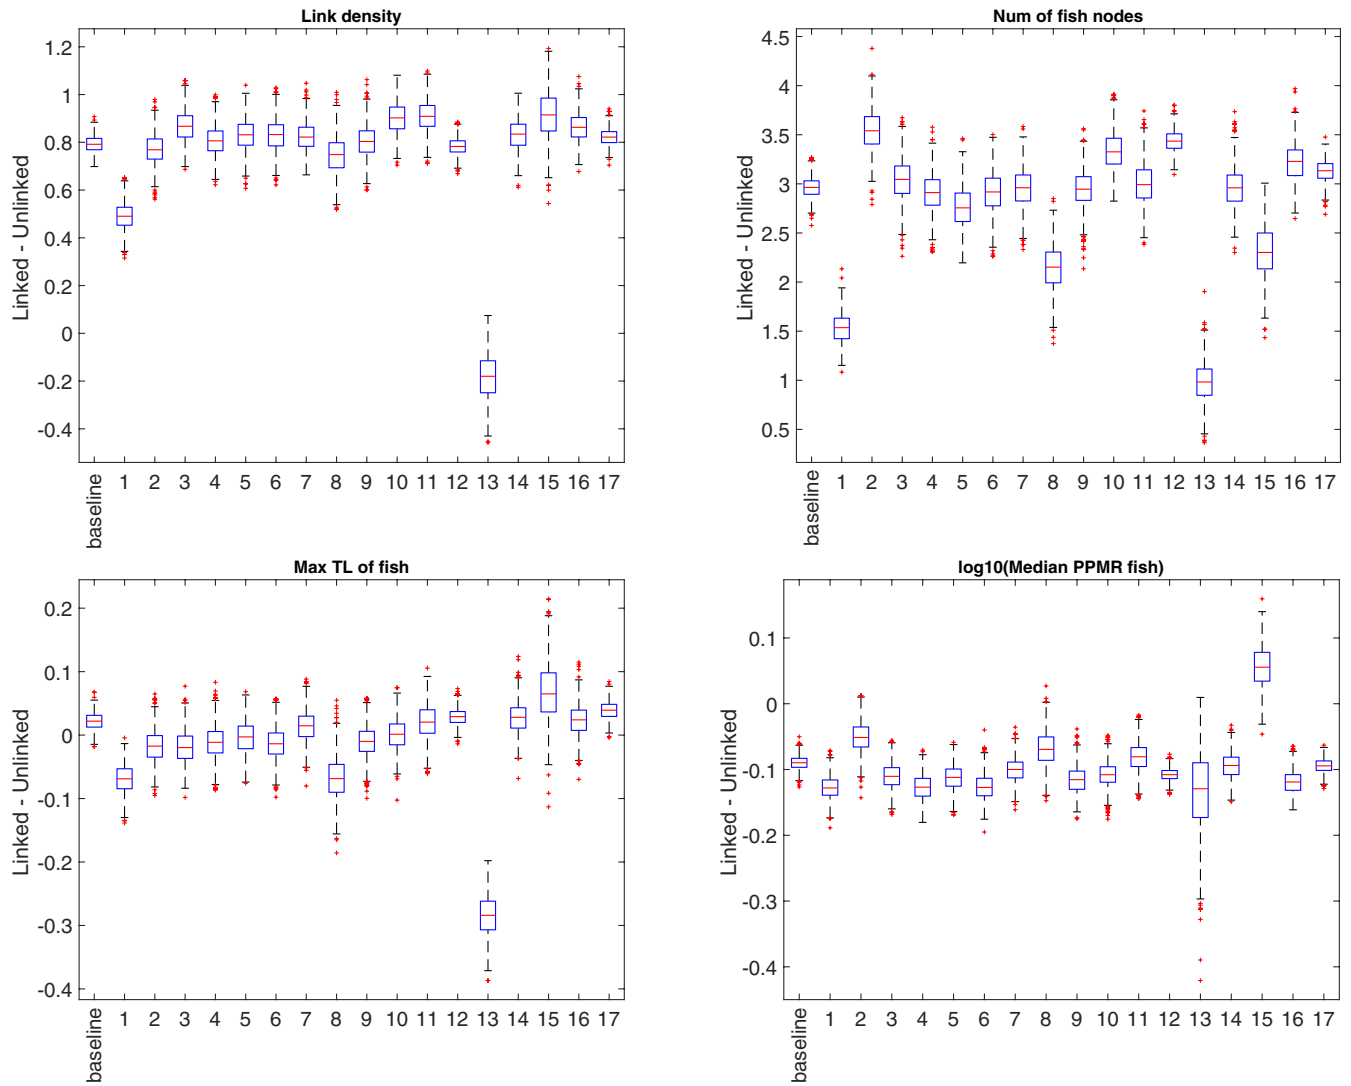 Link density
1.2
1
0.8
0.6
0.4
0.2
0
-0.2
-0.4
Linked - Unlinked
baseline 1 2 3 4 5 6 7 8 9 10 11 12 13 14 15 16 17
Num of fish nodes
4.5
4
3.5
3
2.5
2
1.5
1
0.5
Linked - Unlinked
baseline 1 2 3 4 5 6 7 8 9 10 11 12 13 14 15 16 17
Max TL of fish
0.2
0.1
0
-0.1
-0.2
-0.3
-0.4
Linked - Unlinked
baseline 1 2 3 4 5 6 7 8 9 10 11 12 13 14 15 16 17
log10(Median PPMR fish)
0.1
0
-0.1
-0.2
-0.3
-0.4
Linked - Unlinked
baseline 1 2 3 4 5 6 7 8 9 10 11 12 13 14 15 16 17